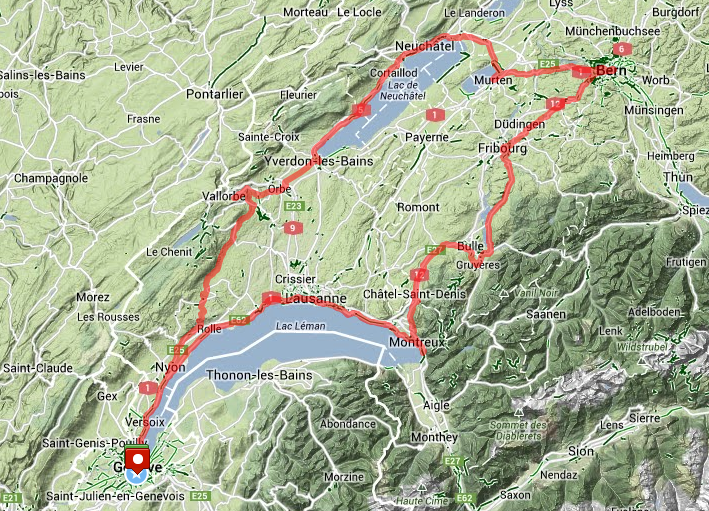 Morteau
Le Locle
Le Landeron
Lyss
Burgdorf
Münchenbuchsee
Neuchâtel
6
Salins-les-Bains
Levier
Cortaillod
E25
1
Bern
Worb
Pontarlier
Fleurier
Lac de
Neuchâtel
Murten
12
Münsingen
Frasne
5
1
Düdingen
Sainte-Croix
Payerne
Fribourg
Heimberg
Yverdon-les-Bains
Thun
Champagnole
Vallorbe
Orbe
E23
Romont
Spiez
9
Le Chenit
E27
Bulle
Gruyères
Frutigen
Crissier
12
Morez
Lausanne
Châtel-Saint-Denis
Vanil Noir
Les Rousses
Rolle
E62
Lac Léman
Saanen
Adelboden
Lenk
Wildstrubel
Montreux
Saint-Claude
E25
Nyon
Thonon-les-Bains
1
Gex
Aigle
Versoix
Abondance
Sommet des
Diablerets
Lens
Sierre
Saint-Genis-Pouilly
Monthey
Sion
Genève
E27
Nendaz
Morzine
E21
Saint-Julien-en-Genevois
E25
Haute Cime
E62
Saxon